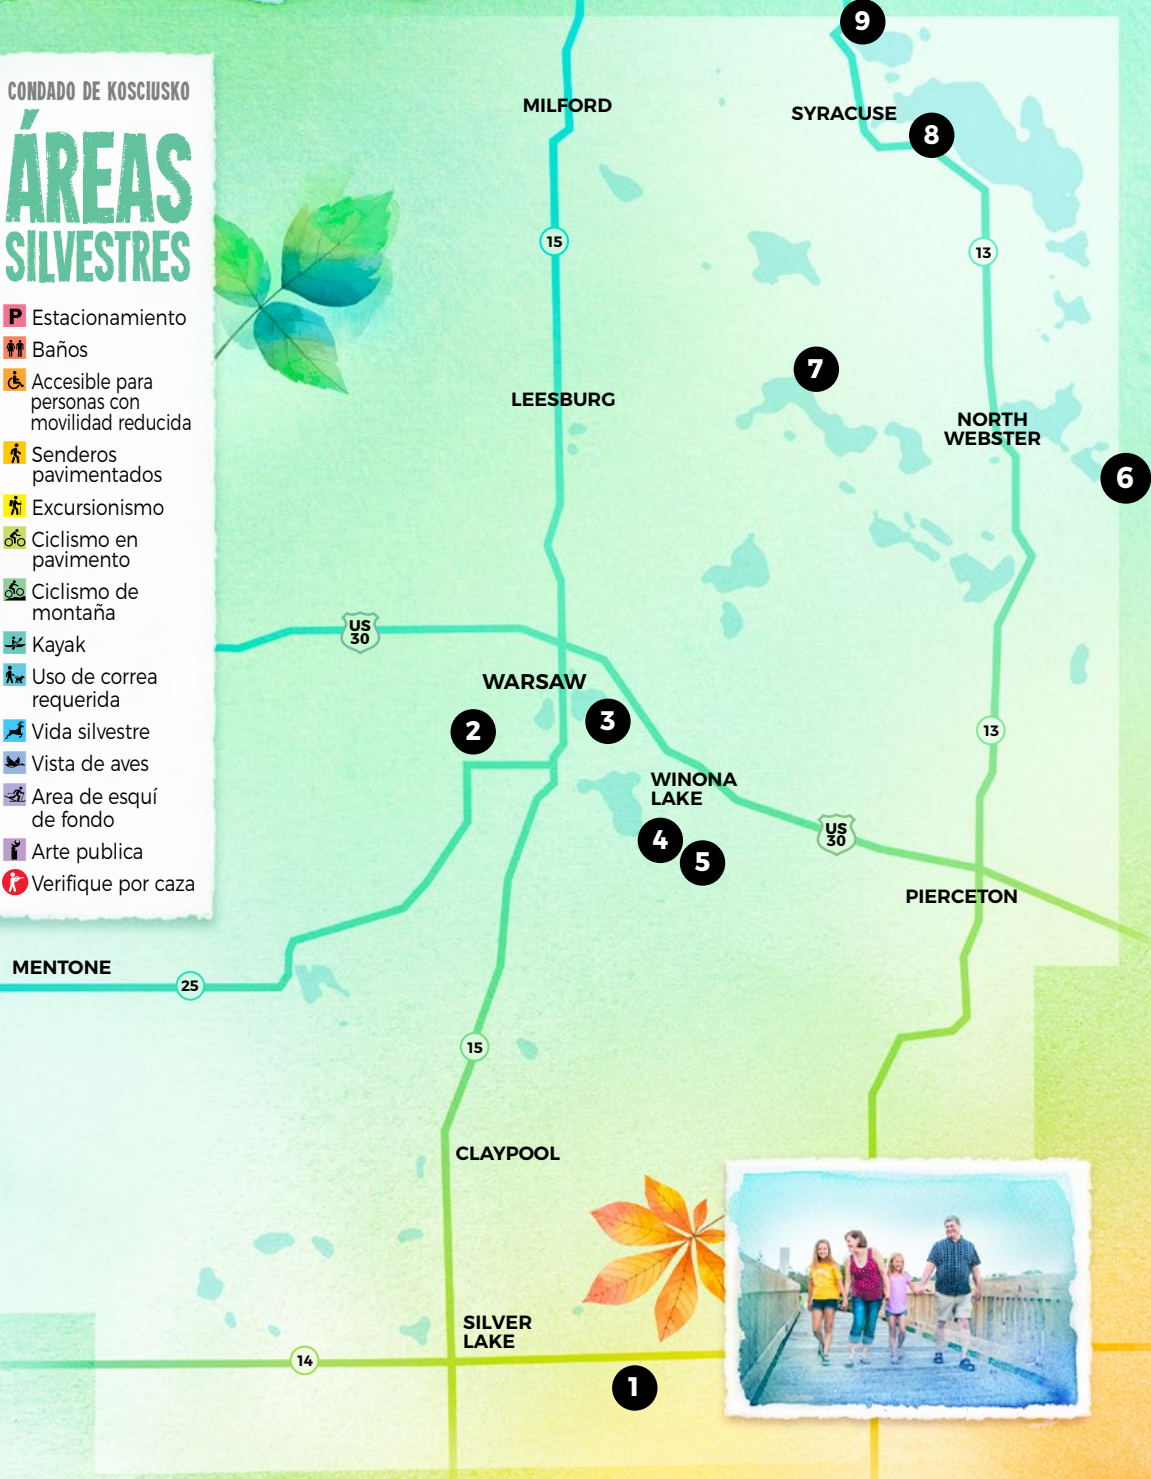 CONDADO DE KOSCIUSKO
ÁREAS
SILVESTRES
P Estacionamiento
Baños
Accesible para
personas con
movilidad reducida
Senderos
pavimentados
Excursionismo
Ciclismo en
pavimento
Ciclismo de
montaña
Kayak
Uso de correa
requerida
Vida silvestre
Vista de aves
Area de esquí
de fondo
Arte publica
Verifique por caza
9
MILFORD
SYRACUSE
8
15
13
7
LEESBURG
NORTH
WEBSTER
6
US
30
WARSAW
2
3
13
WINONA
LAKE
4
5
US
30
PIERCETON
MENTONE
25
15
CLAYPOOL
SILVER
LAKE
14
1